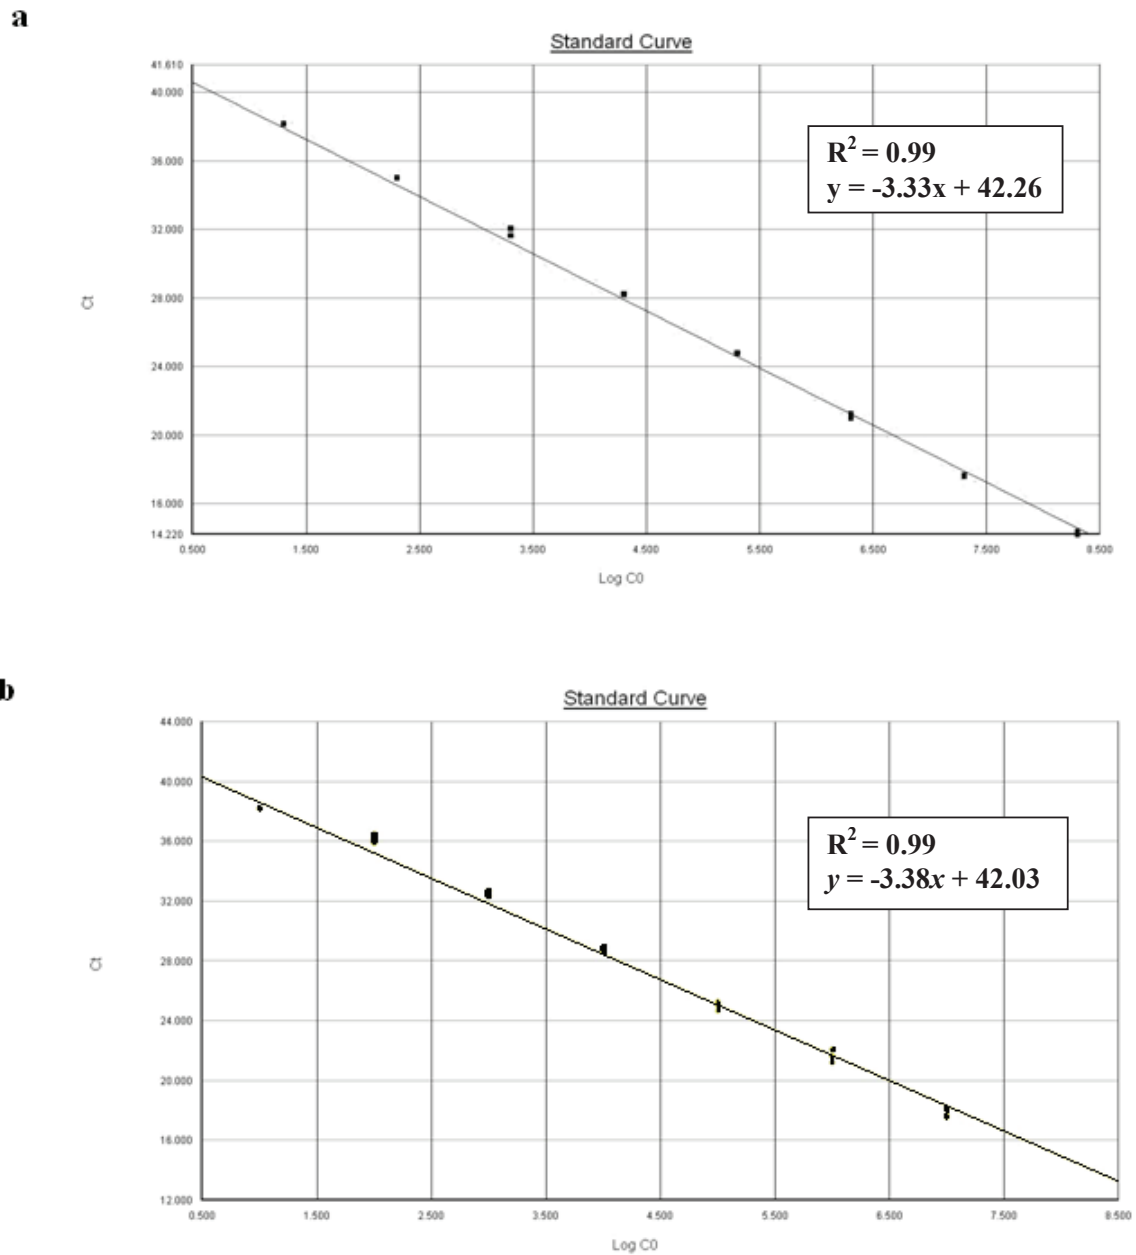 a
Standard Curve
41.610
40.000
R² = 0.99
y = -3.33x + 42.26
36.000
32.000
Ct
28.000
24.000
20.000
16.000
14.220
0.500 1.500 2.500 3.500 4.500 5.500 6.500 7.500 8.500
Log C0
b
Standard Curve
44.000
40.000
R² = 0.99
y = -3.38x + 42.03
36.000
32.000
Ct
28.000
24.000
20.000
16.000
12.000
0.500 1.500 2.500 3.500 4.500 5.500 6.500 7.500 8.500
Log C0